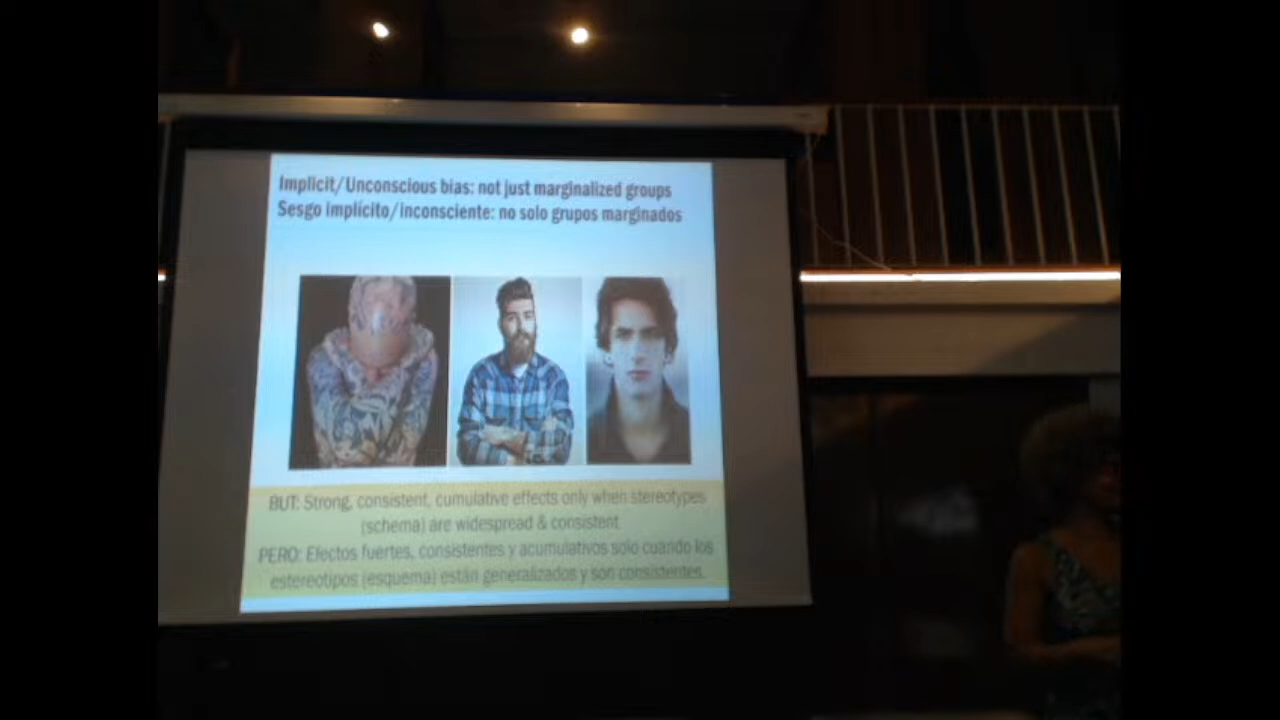 Implicit/Unconscious bias: not just marginalized groups
Sesgo implícito/inconsciente: no solo grupos marginados
BUT: Strong, consistent, cumulative effects only when stereotypes
(schema) are widespread & consistent
PERO: Efectos fuertes, consistentes y acumulativos solo cuando los
estereotipos (esquema) están generalizados y son consistentes.